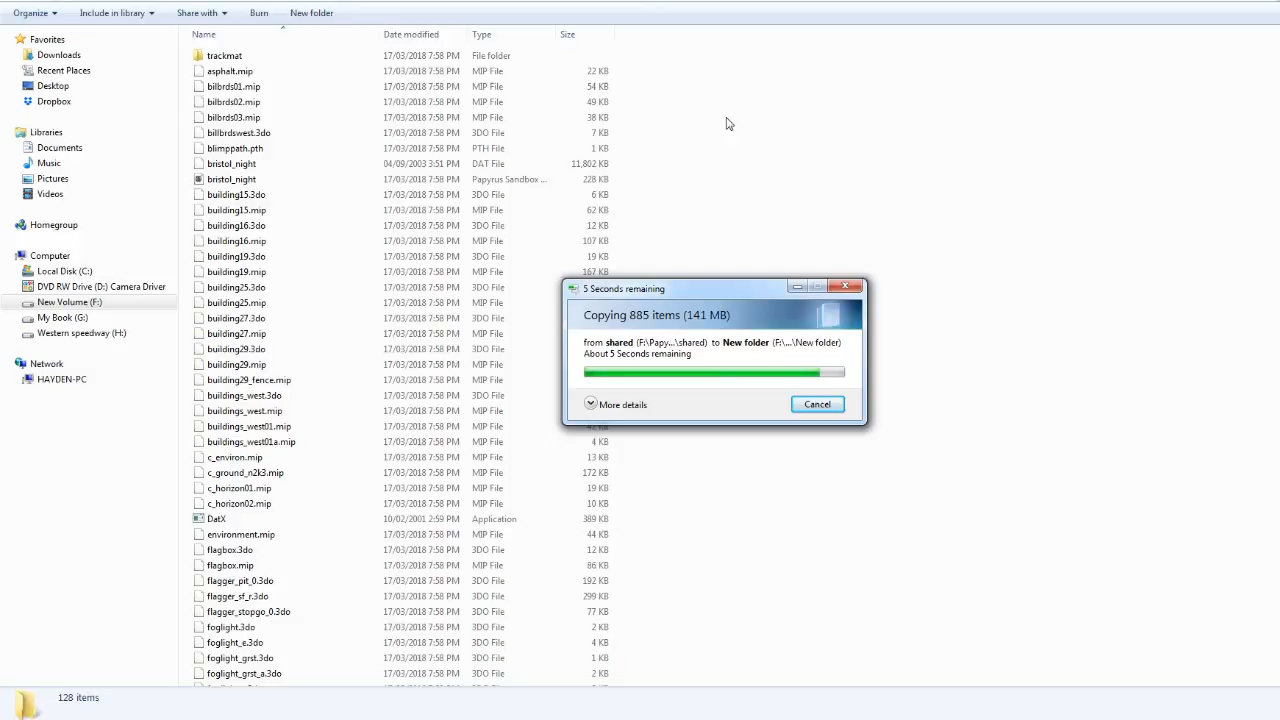 Organize Include in library Share with Burn New folder
Name Date modified Type Size
Favorites
Downloads
Recent Places
Desktop
Dropbox
Libraries
Documents
Music
Pictures
Videos
Homegroup
Computer
Local Disk (C:)
DVD RW Drive (D:) Camera Driver
New Volume (F:)
My Book (G:)
Western speedway (H:)
Network
HAYDEN-PC
trackmat 17/03/2018 7:58 PM File folder
asphalt.mip 17/03/2018 7:58 PM MIP File 22 KB
bilbrds01.mip 17/03/2018 7:58 PM MIP File 54 KB
bilbrds02.mip 17/03/2018 7:58 PM MIP File 49 KB
bilbrds03.mip 17/03/2018 7:58 PM MIP File 38 KB
billbrdswest.3do 17/03/2018 7:58 PM 3DO File 7 KB
blimppath.pth 17/03/2018 7:58 PM PTH File 1 KB
bristol_night 04/09/2003 3:51 PM DAT File 11,802 KB
bristol_night 17/03/2018 7:58 PM Papyrus Sandbox ... 228 KB
building15.3do 17/03/2018 7:58 PM 3DO File 6 KB
building15.mip 17/03/2018 7:58 PM MIP File 62 KB
building16.3do 17/03/2018 7:58 PM 3DO File 12 KB
building16.mip 17/03/2018 7:58 PM MIP File 107 KB
building19.3do 17/03/2018 7:58 PM 3DO File 12 KB
building19.mip 17/03/2018 7:58 PM MIP File 167 KB
building25.3do 17/03/2018 7:58 PM 3DO File
building25.mip 17/03/2018 7:58 PM MIP File
building27.3do 17/03/2018 7:58 PM 3DO File
building27.mip 17/03/2018 7:58 PM MIP File
building29.3do 17/03/2018 7:58 PM 3DO File
building29.mip 17/03/2018 7:58 PM MIP File
building29_fence.mip 17/03/2018 7:58 PM MIP File
buildings_west.3do 17/03/2018 7:58 PM 3DO File
buildings_west.mip 17/03/2018 7:58 PM MIP File
buildings_west01.mip 17/03/2018 7:58 PM MIP File
buildings_west01a.mip 17/03/2018 7:58 PM MIP File 4 KB
c_environ.mip 17/03/2018 7:58 PM MIP File 13 KB
c_ground_n2k3.mip 17/03/2018 7:58 PM MIP File 172 KB
c_horizon01.mip 17/03/2018 7:58 PM MIP File 19 KB
c_horizon02.mip 17/03/2018 7:58 PM MIP File 10 KB
DatX 10/02/2001 2:59 PM Application 389 KB
environment.mip 17/03/2018 7:58 PM MIP File 44 KB
flagbox.3do 17/03/2018 7:58 PM 3DO File 12 KB
flagbox.mip 17/03/2018 7:58 PM MIP File 86 KB
flagger_pit_0.3do 17/03/2018 7:58 PM 3DO File 192 KB
flagger_sf_r.3do 17/03/2018 7:58 PM 3DO File 299 KB
flagger_stopgo_0.3do 17/03/2018 7:58 PM 3DO File 77 KB
foglight.3do 17/03/2018 7:58 PM 3DO File 2 KB
foglight_e.3do 17/03/2018 7:58 PM 3DO File 4 KB
foglight_grst.3do 17/03/2018 7:58 PM 3DO File 1 KB
foglight_grst_a.3do 17/03/2018 7:58 PM 3DO File 2 KB
5 Seconds remaining
Copying 885 items (141 MB)
from shared (F:\Papy...\shared) to New folder (F:\...\New folder)
About 5 Seconds remaining
More details Cancel
128 items